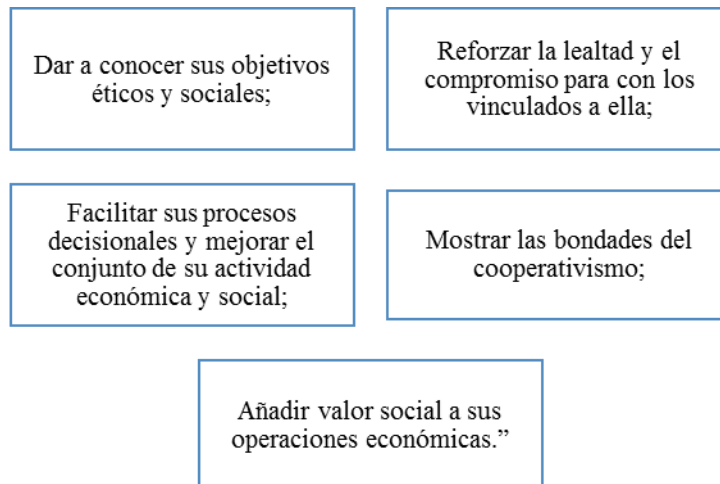 Dar a conocer sus objetivos
éticos y sociales;
Reforzar la lealtad y el
compromiso para con los
vinculados a ella;
Facilitar sus procesos
decisionales y mejorar el
conjunto de su actividad
económica y social;
Mostrar las bondades del
cooperativismo;
Añadir valor social a sus
operaciones económicas.”